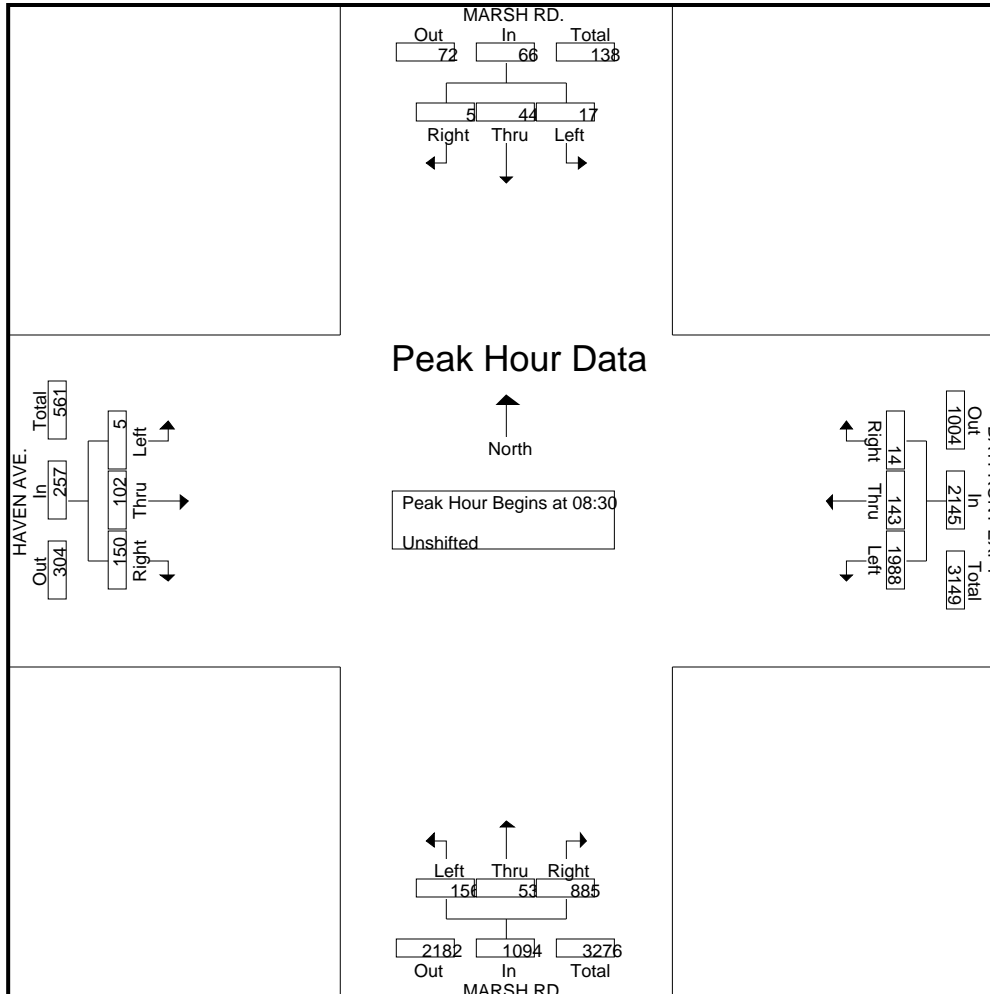 MARSH RD.
Out In Total
72 66 138
5 44 17
Right Thru Left
Peak Hour Data
North
Peak Hour Begins at 08:30
Unshifted
HAVEN AVE.
Total In Out
561 257 304
5 102 150
Left Thru Right
Out In Total
1004 2145 3149
14 143 1988
Right Thru Left
Left Thru Right
156 53 885
2182 1094 3276
Out In Total
MARSH RD.